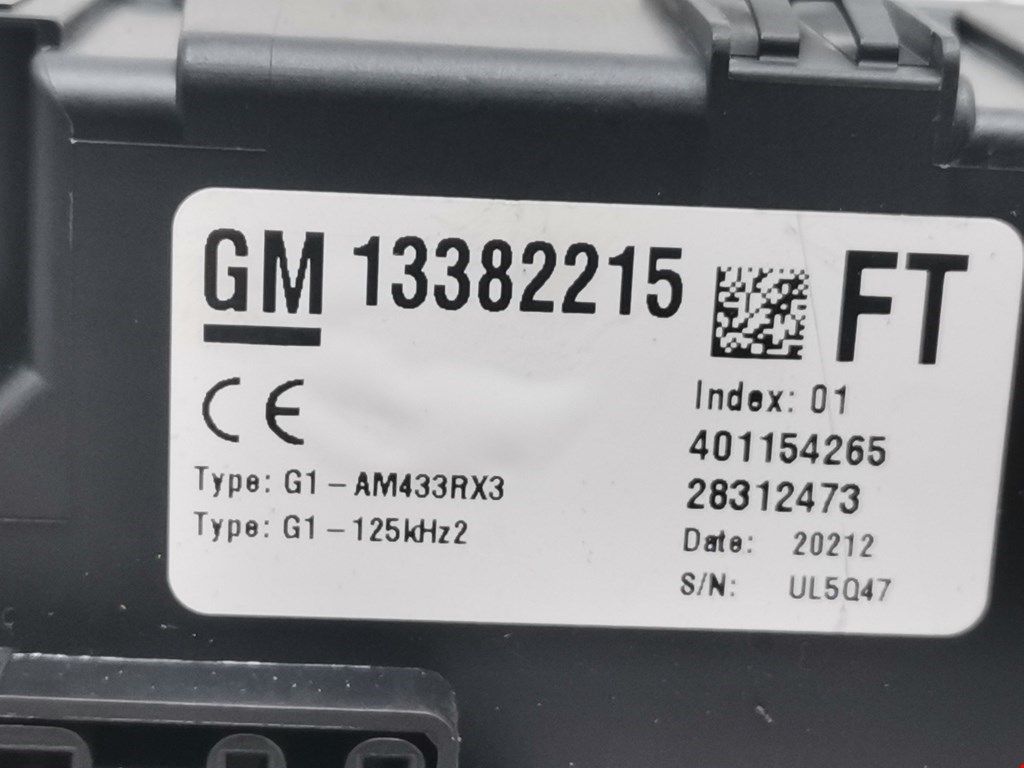 GM 13382215 FT
CE
Index: 01
401154265
Type: G1-AM433RX3
28312473
Type: G1-125kHz2
Date: 20212
S/N: UL5Q47